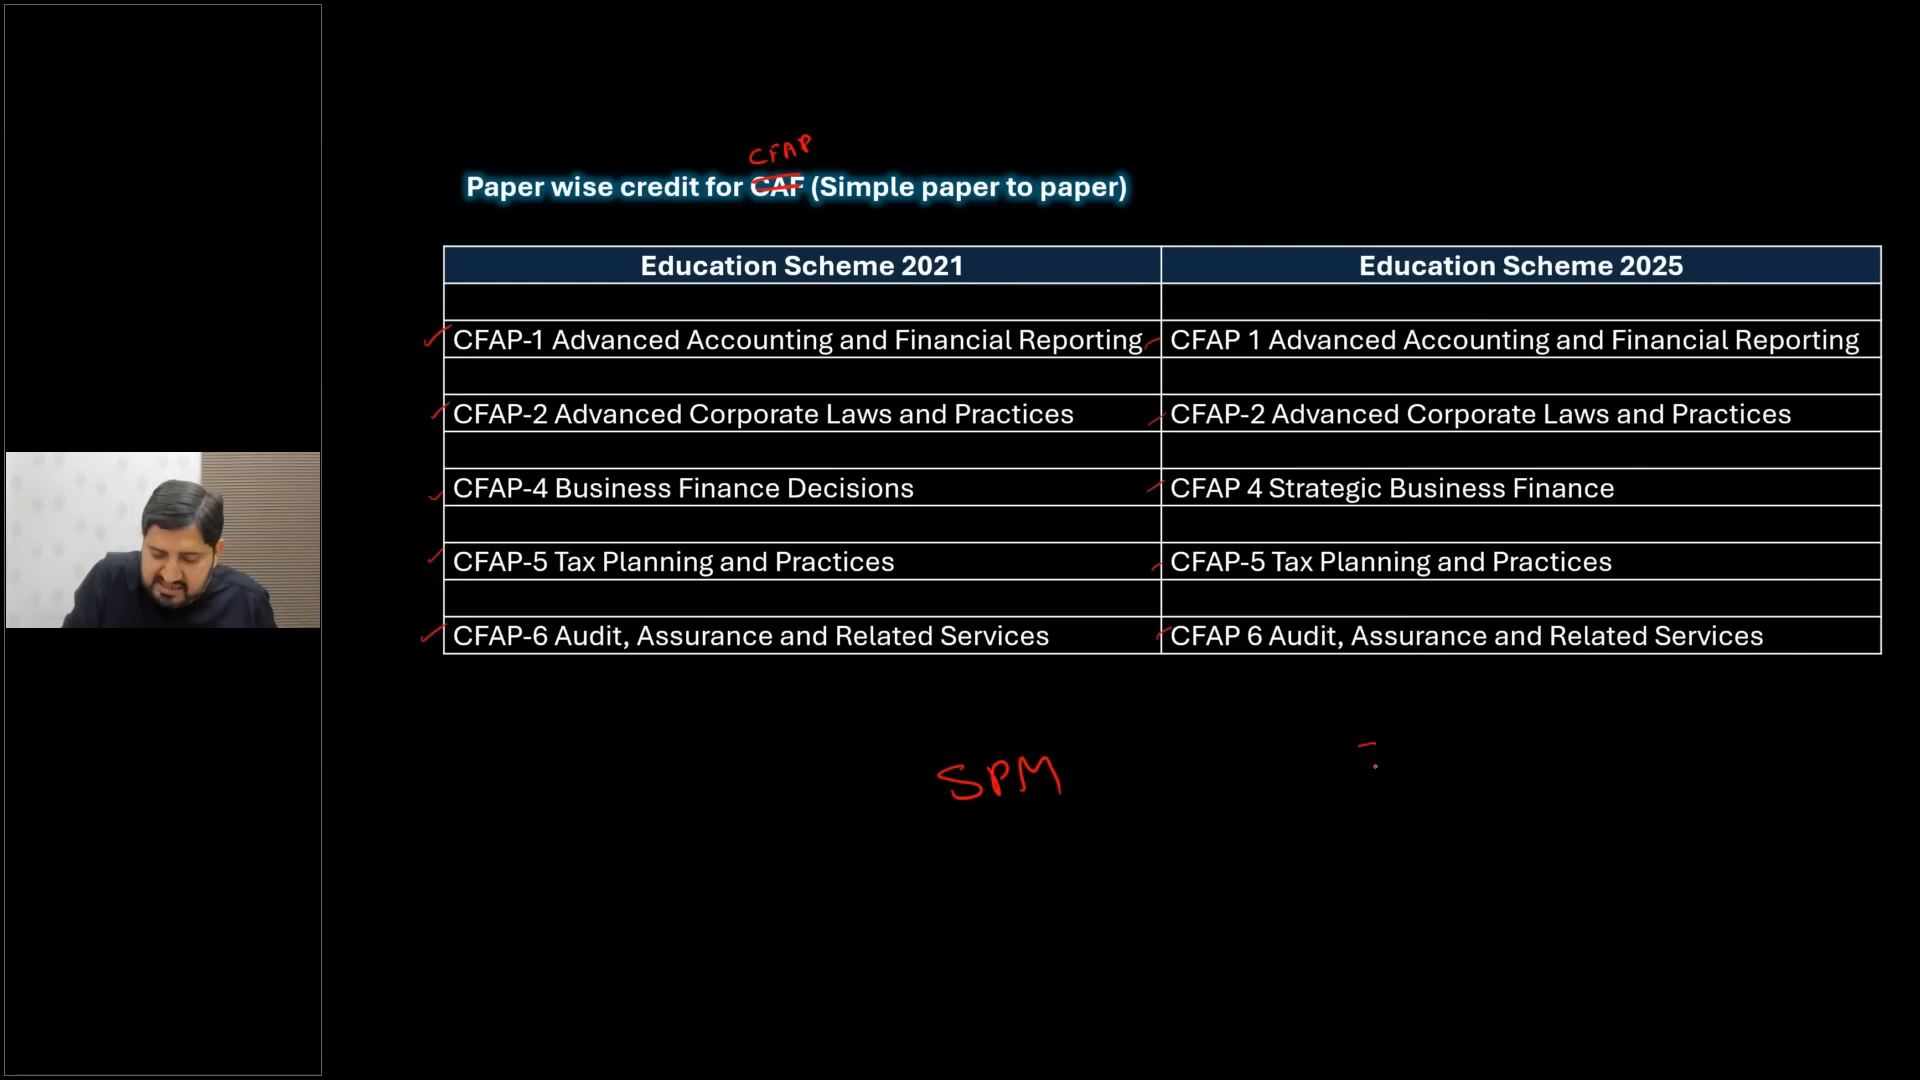 CFAP
Paper wise credit for CAF (Simple paper to paper)
Education Scheme 2021 Education Scheme 2025
CFAP-1 Advanced Accounting and Financial Reporting CFAP 1 Advanced Accounting and Financial Reporting
CFAP-2 Advanced Corporate Laws and Practices CFAP-2 Advanced Corporate Laws and Practices
CFAP-4 Business Finance Decisions CFAP 4 Strategic Business Finance
CFAP-5 Tax Planning and Practices CFAP-5 Tax Planning and Practices
CFAP-6 Audit, Assurance and Related Services CFAP 6 Audit, Assurance and Related Services
SPM